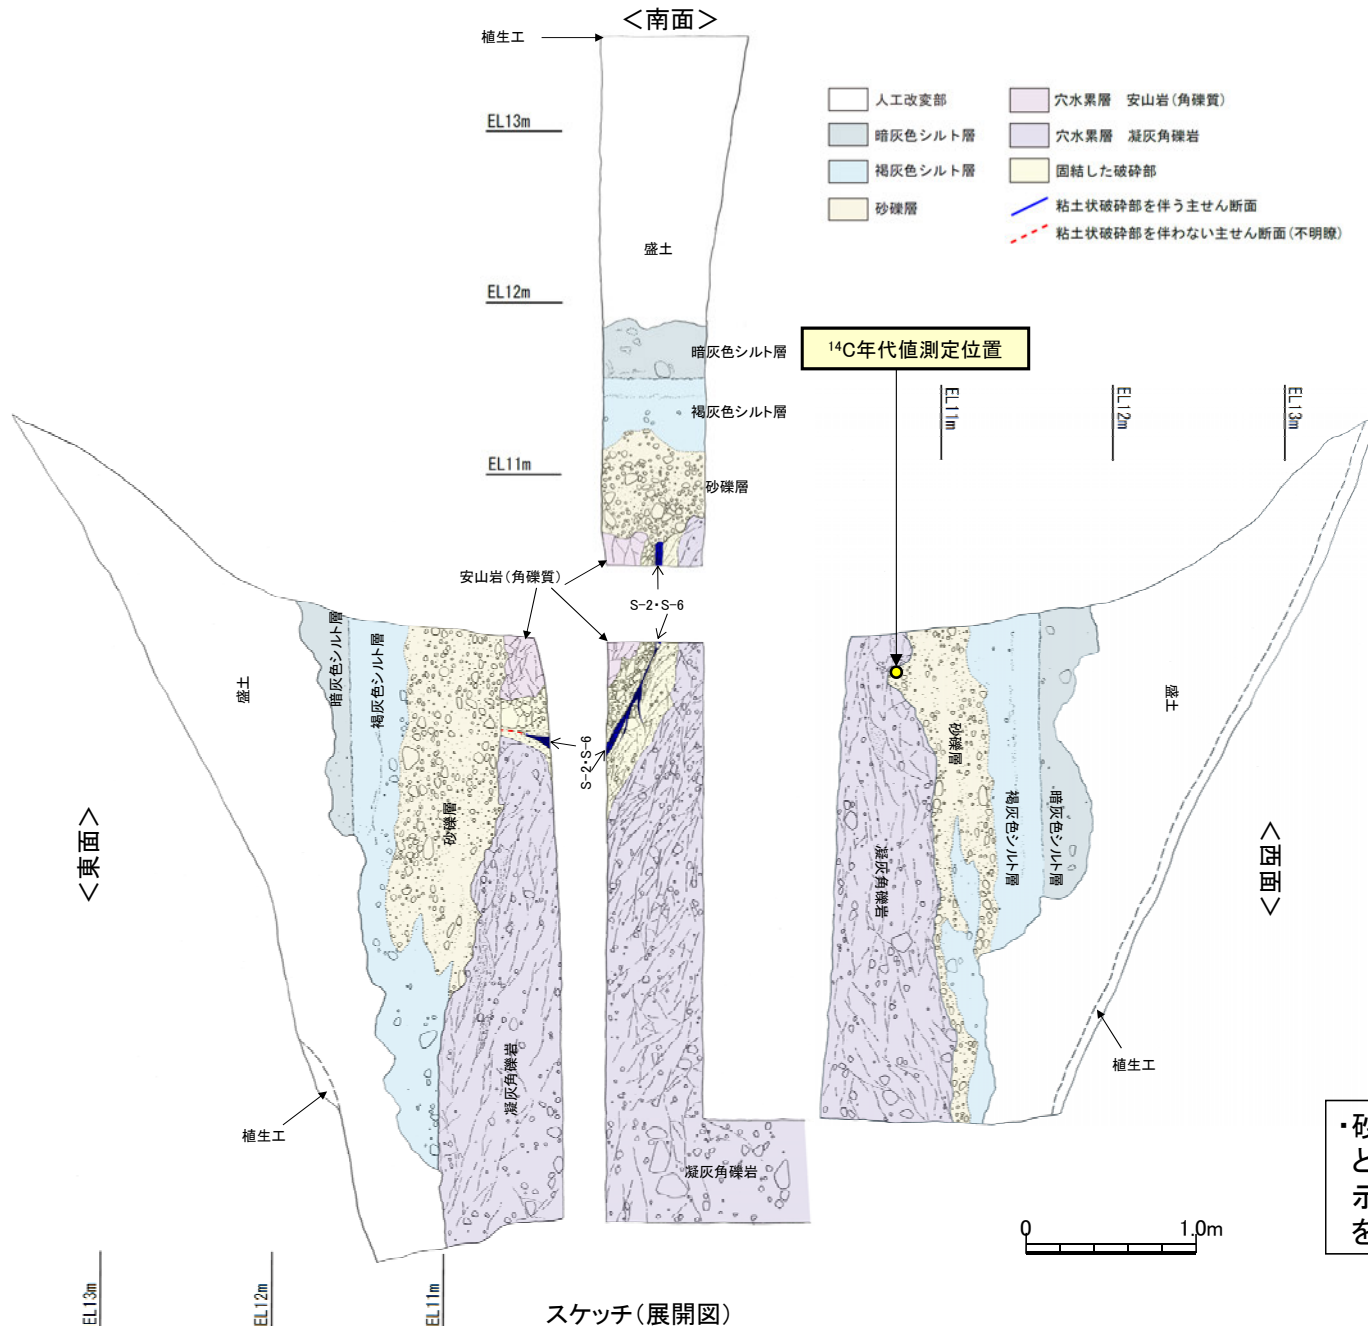 ＜南面＞
植生工
EL13m
盛土
EL12m
暗灰色シルト層
褐灰色シルト層
EL11m
砂礫層
人工改変部
暗灰色シルト層
褐灰色シルト層
砂礫層
穴水累層　安山岩(角礫質)
穴水累層　凝灰角礫岩
固結した破砕部
粘土状破砕部を伴う主せん断面
粘土状破砕部を伴わない主せん断面(不明瞭)
14C年代値測定位置
EL11m
EL12m
EL13m
安山岩(角礫質)
S-2・S-6
S-2・S-6
＜東面＞
盛土
暗灰色シルト層
褐灰色シルト層
砂礫層
凝灰角礫岩
植生工
EL13m
EL12m
EL11m
凝灰角礫岩
凝灰角礫岩
砂礫層
褐灰色シルト層
暗灰色シルト層
盛土
＜西面＞
植生工
0
1.0m
・砂
と
示
を
スケッチ(展開図)